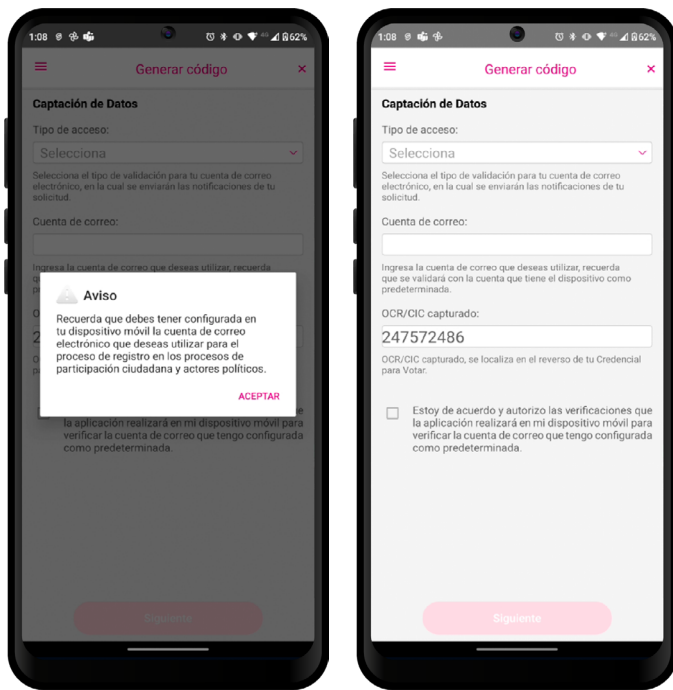 1:08
62%
Generar código
Captación de Datos
Tipo de acceso:
Selecciona
Selecciona el tipo de validación para tu cuenta de correo
electrónico, en la cual se enviarán las notificaciones de tu
solicitud.
Cuenta de correo:
Ingresa la cuenta de correo que deseas utilizar, recuerda
Aviso
Recuerda que debes tener configurada en
tu dispositivo móvil la cuenta de correo
electrónico que deseas utilizar para el
proceso de registro en los procesos de
participación ciudadana y actores políticos.
ACEPTAR
la aplicación realizará en mi dispositivo móvil para
verificar la cuenta de correo que tengo configurada
como predeterminada.
Siguiente
1:08
4G
62%
Generar código
Captación de Datos
Tipo de acceso:
Selecciona
Selecciona el tipo de validación para tu cuenta de correo
electrónico, en la cual se enviarán las notificaciones de tu
solicitud.
Cuenta de correo:
Ingresa la cuenta de correo que deseas utilizar, recuerda
que se validará con la cuenta que tiene el dispositivo como
predeterminada.
OCR/CIC capturado:
247572486
OCR/CIC capturado, se localiza en el reverso de tu Credencial
para Votar.
Estoy de acuerdo y autorizo las verificaciones que
la aplicación realizará en mi dispositivo móvil para
verificar la cuenta de correo que tengo configurada
como predeterminada.
Siguiente